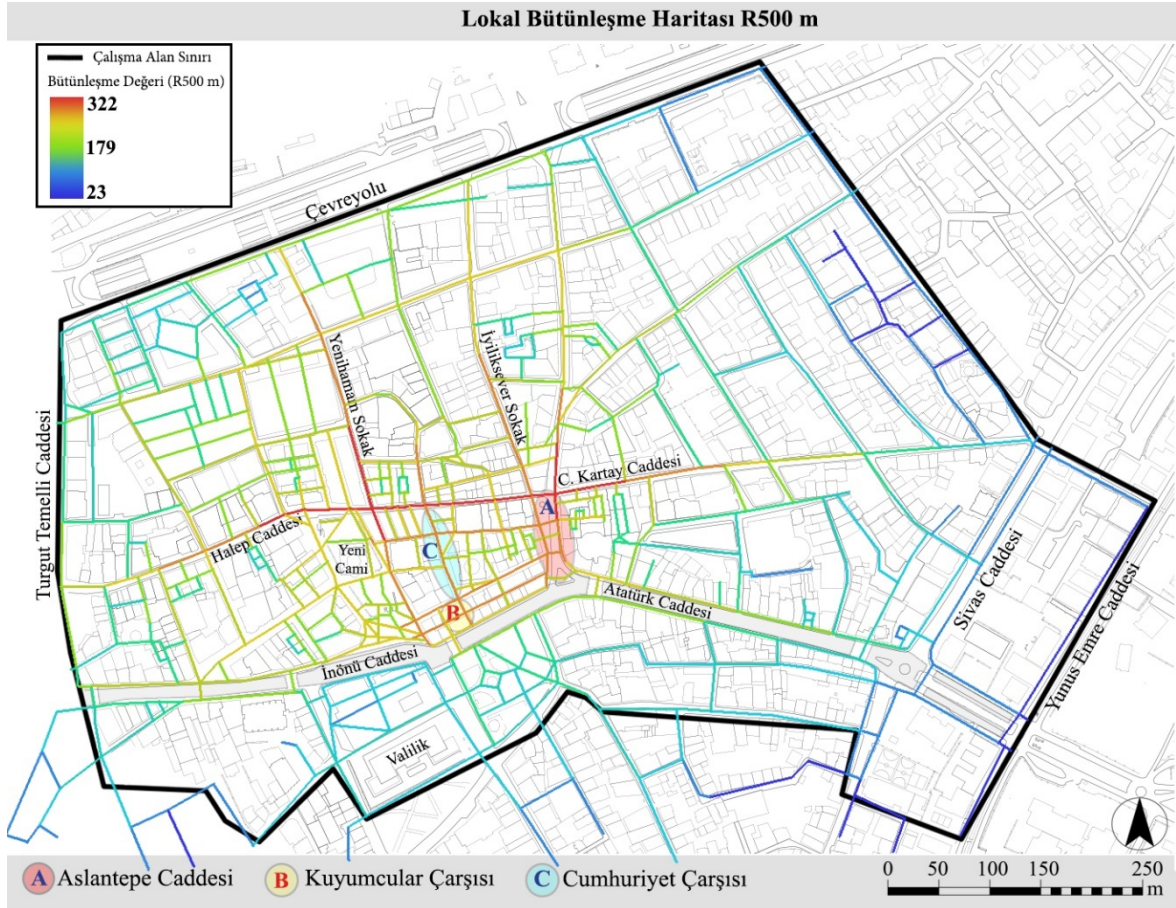 Lokal Bütünleşme Haritası R500 m
Çalışma Alan Sınırı
Bütünleşme Değeri (R500 m)
322
179
23
Çevreyolu
Yenihamam Sokak
İyiliksever Sokak
Turgut Temelli Caddesi
C. Kartay Caddesi
A
Halep Caddesi
Yeni
Cami
C
B
Atatürk Caddesi
İnönü Caddesi
Sivas Caddesi
Yunus Emre Caddesi
Valilik
A Aslantepe Caddesi
B Kuyumcular Çarşısı
C Cumhuriyet Çarşısı
0 50 100 150 250
m